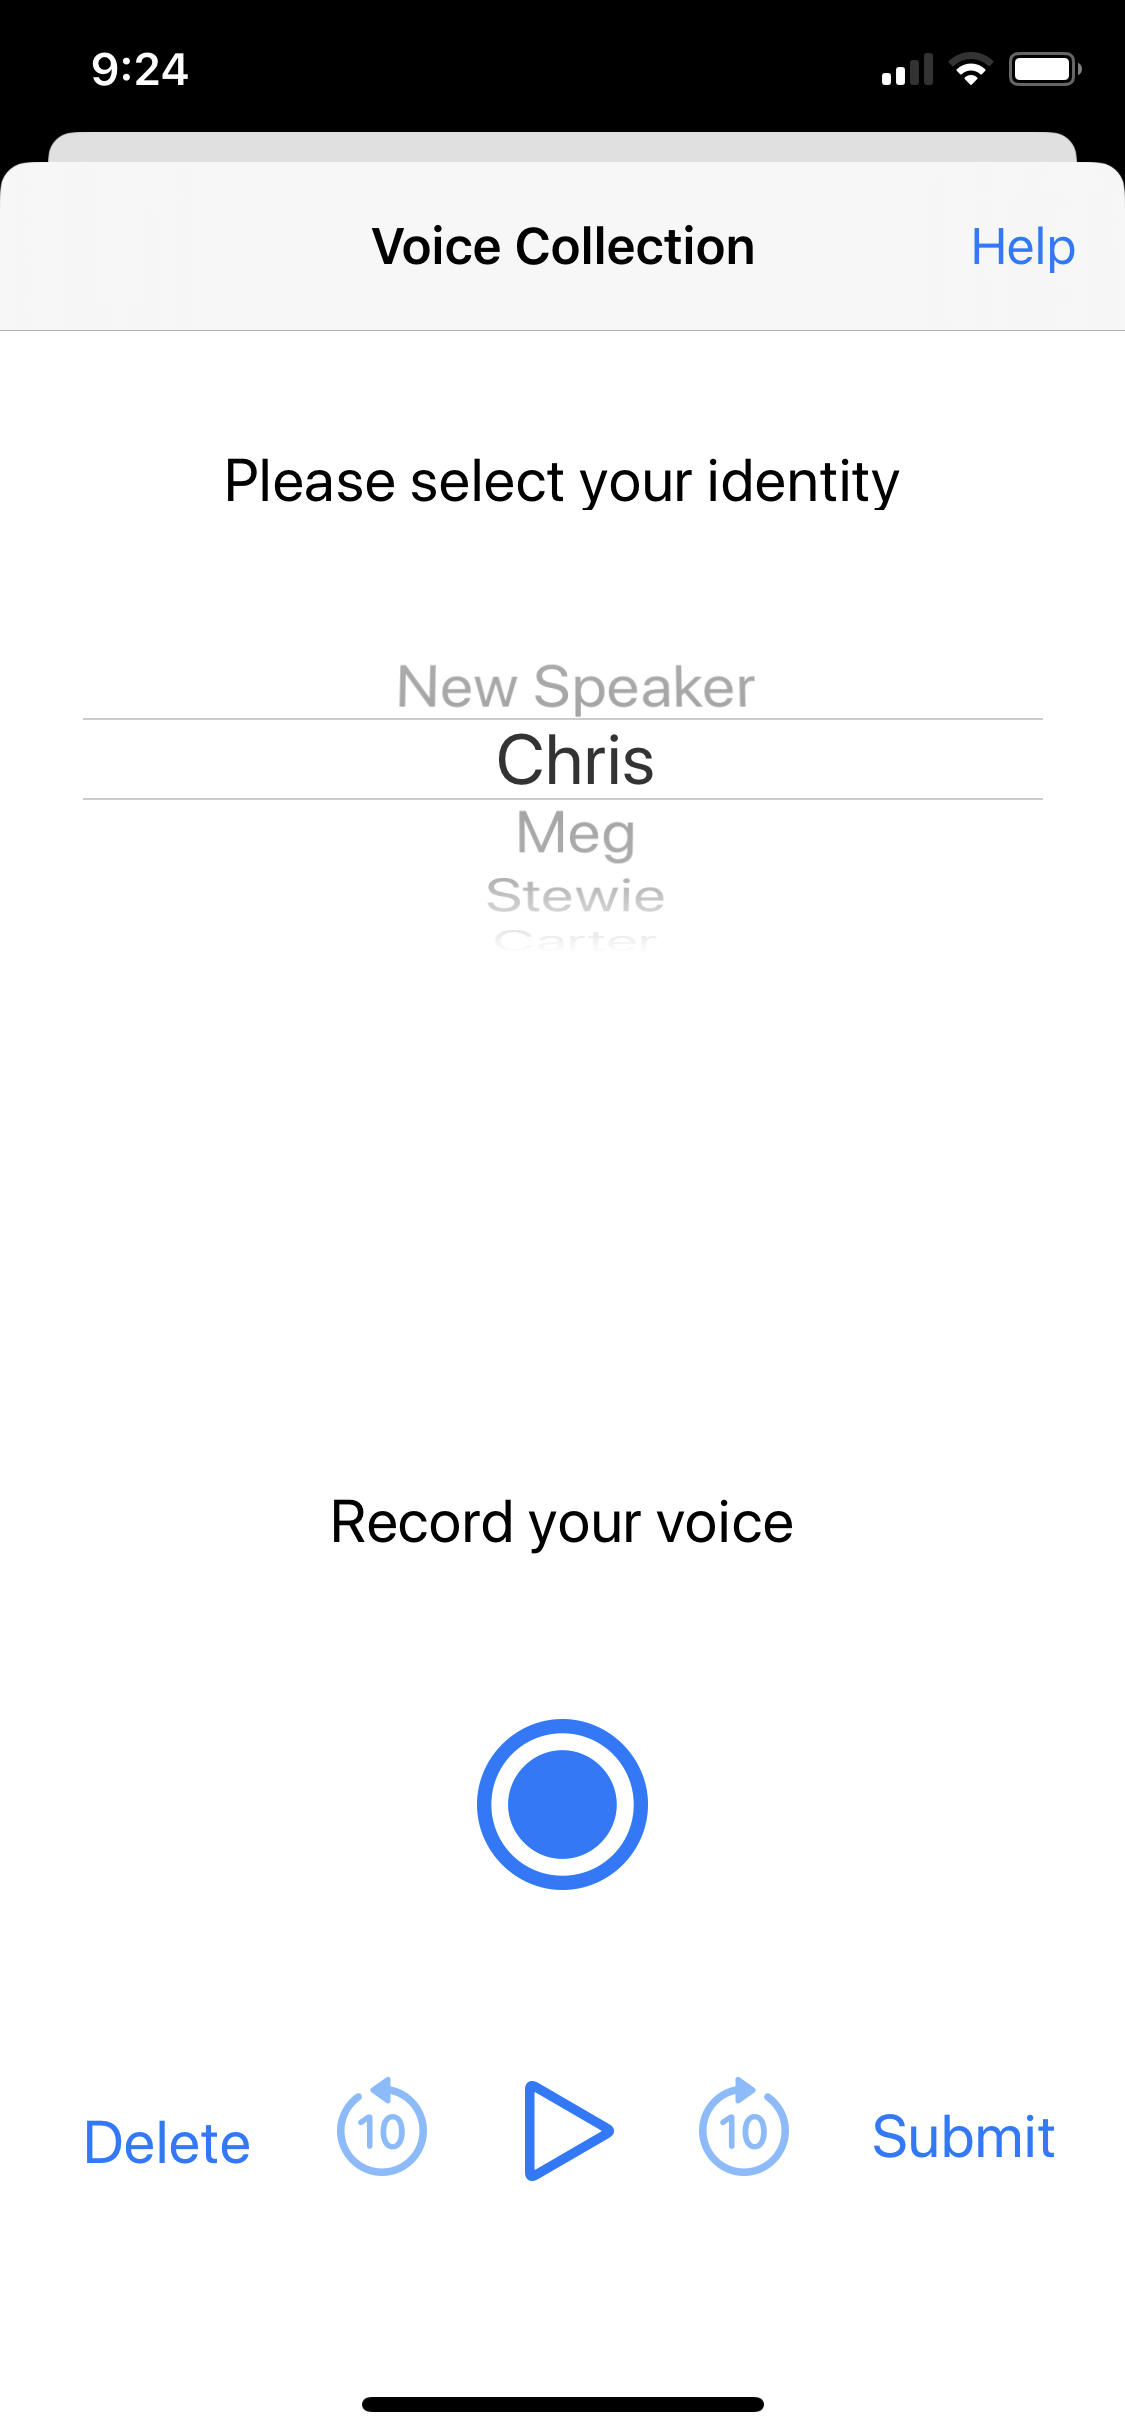 9:24
Voice Collection
Help
Please select your identity
New Speaker
Chris
Meg
Stewie
Carter
Record your voice
Delete
10
10
Submit